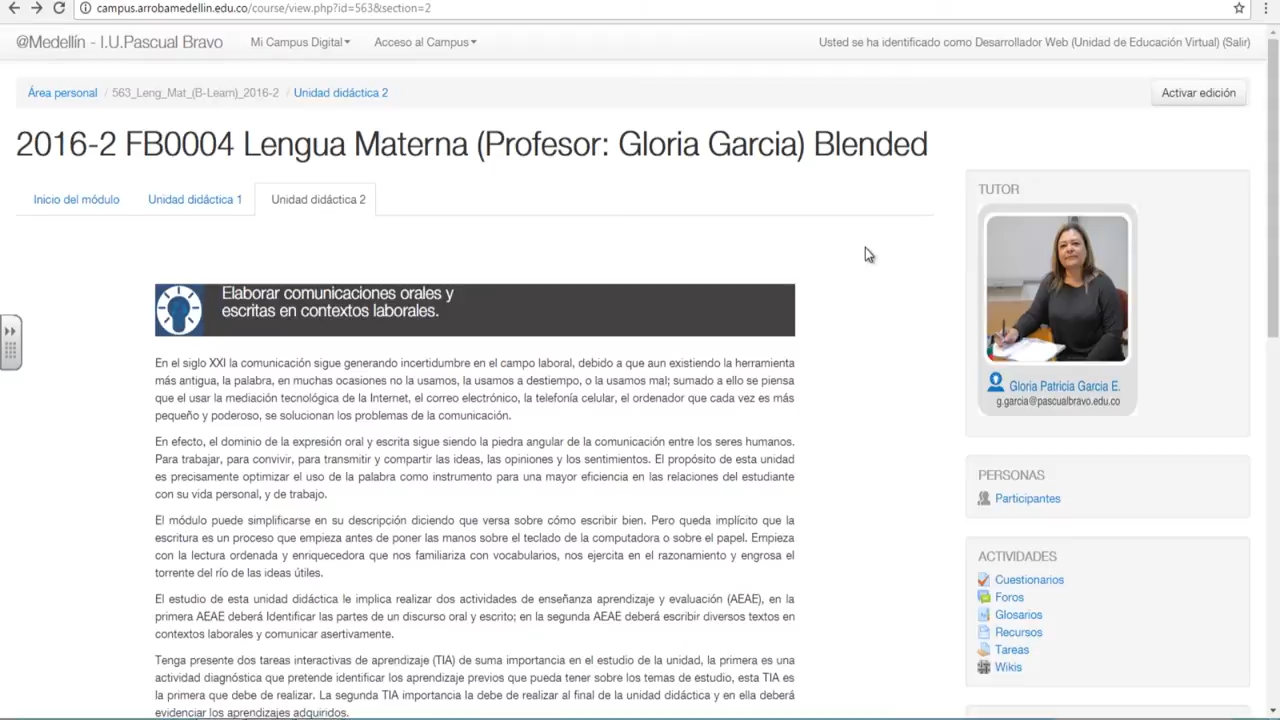 campus.arrobamedellin.edu.co/course/view.php?id=563&section=2
@Medellín - I.U.Pascual Bravo Mi Campus Digital Acceso al Campus Usted se ha identificado como Desarrollador Web (Unidad de Educación Virtual) (Salir)
Área personal / 563_Leng_Mat_(B-Learn)_2016-2 / Unidad didáctica 2 Activar edición
2016-2 FB0004 Lengua Materna (Profesor: Gloria Garcia) Blended
Inicio del módulo Unidad didáctica 1 Unidad didáctica 2
Elaborar comunicaciones orales y
escritas en contextos laborales.
En el siglo XXI la comunicación sigue generando incertidumbre en el campo laboral, debido a que aun existiendo la herramienta
más antigua, la palabra, en muchas ocasiones no la usamos, la usamos a destiempo, o la usamos mal; sumado a ello se piensa
que el usar la mediación tecnológica de la Internet, el correo electrónico, la telefonía celular, el ordenador que cada vez es más
pequeño y poderoso, se solucionan los problemas de la comunicación.
En efecto, el dominio de la expresión oral y escrita sigue siendo la piedra angular de la comunicación entre los seres humanos.
Para trabajar, para convivir, para transmitir y compartir las ideas, las opiniones y los sentimientos. El propósito de esta unidad
es precisamente optimizar el uso de la palabra como instrumento para una mayor eficiencia en las relaciones del estudiante
con su vida personal, y de trabajo.
El módulo puede simplificarse en su descripción diciendo que versa sobre cómo escribir bien. Pero queda implícito que la
escritura es un proceso que empieza antes de poner las manos sobre el teclado de la computadora o sobre el papel. Empieza
con la lectura ordenada y enriquecedora que nos familiariza con vocabularios, nos ejercita en el razonamiento y engrosa el
torrente del río de las ideas útiles.
El estudio de esta unidad didáctica le implica realizar dos actividades de enseñanza aprendizaje y evaluación (AEAE), en la
primera AEAE deberá Identificar las partes de un discurso oral y escrito; en la segunda AEAE deberá escribir diversos textos en
contextos laborales y comunicar asertivamente.
Tenga presente dos tareas interactivas de aprendizaje (TIA) de suma importancia en el estudio de la unidad, la primera es una
actividad diagnóstica que pretende identificar los aprendizaje previos que pueda tener sobre los temas de estudio, esta TIA es
la primera que debe de realizar. La segunda TIA importancia la debe de realizar al final de la unidad didáctica y en ella deberá
evidenciar los aprendizajes adquiridos.
TUTOR
Gloria Patricia Garcia E.
g.garcia@pascualbravo.edu.co
PERSONAS
Participantes
ACTIVIDADES
Cuestionarios
Foros
Glosarios
Recursos
Tareas
Wikis